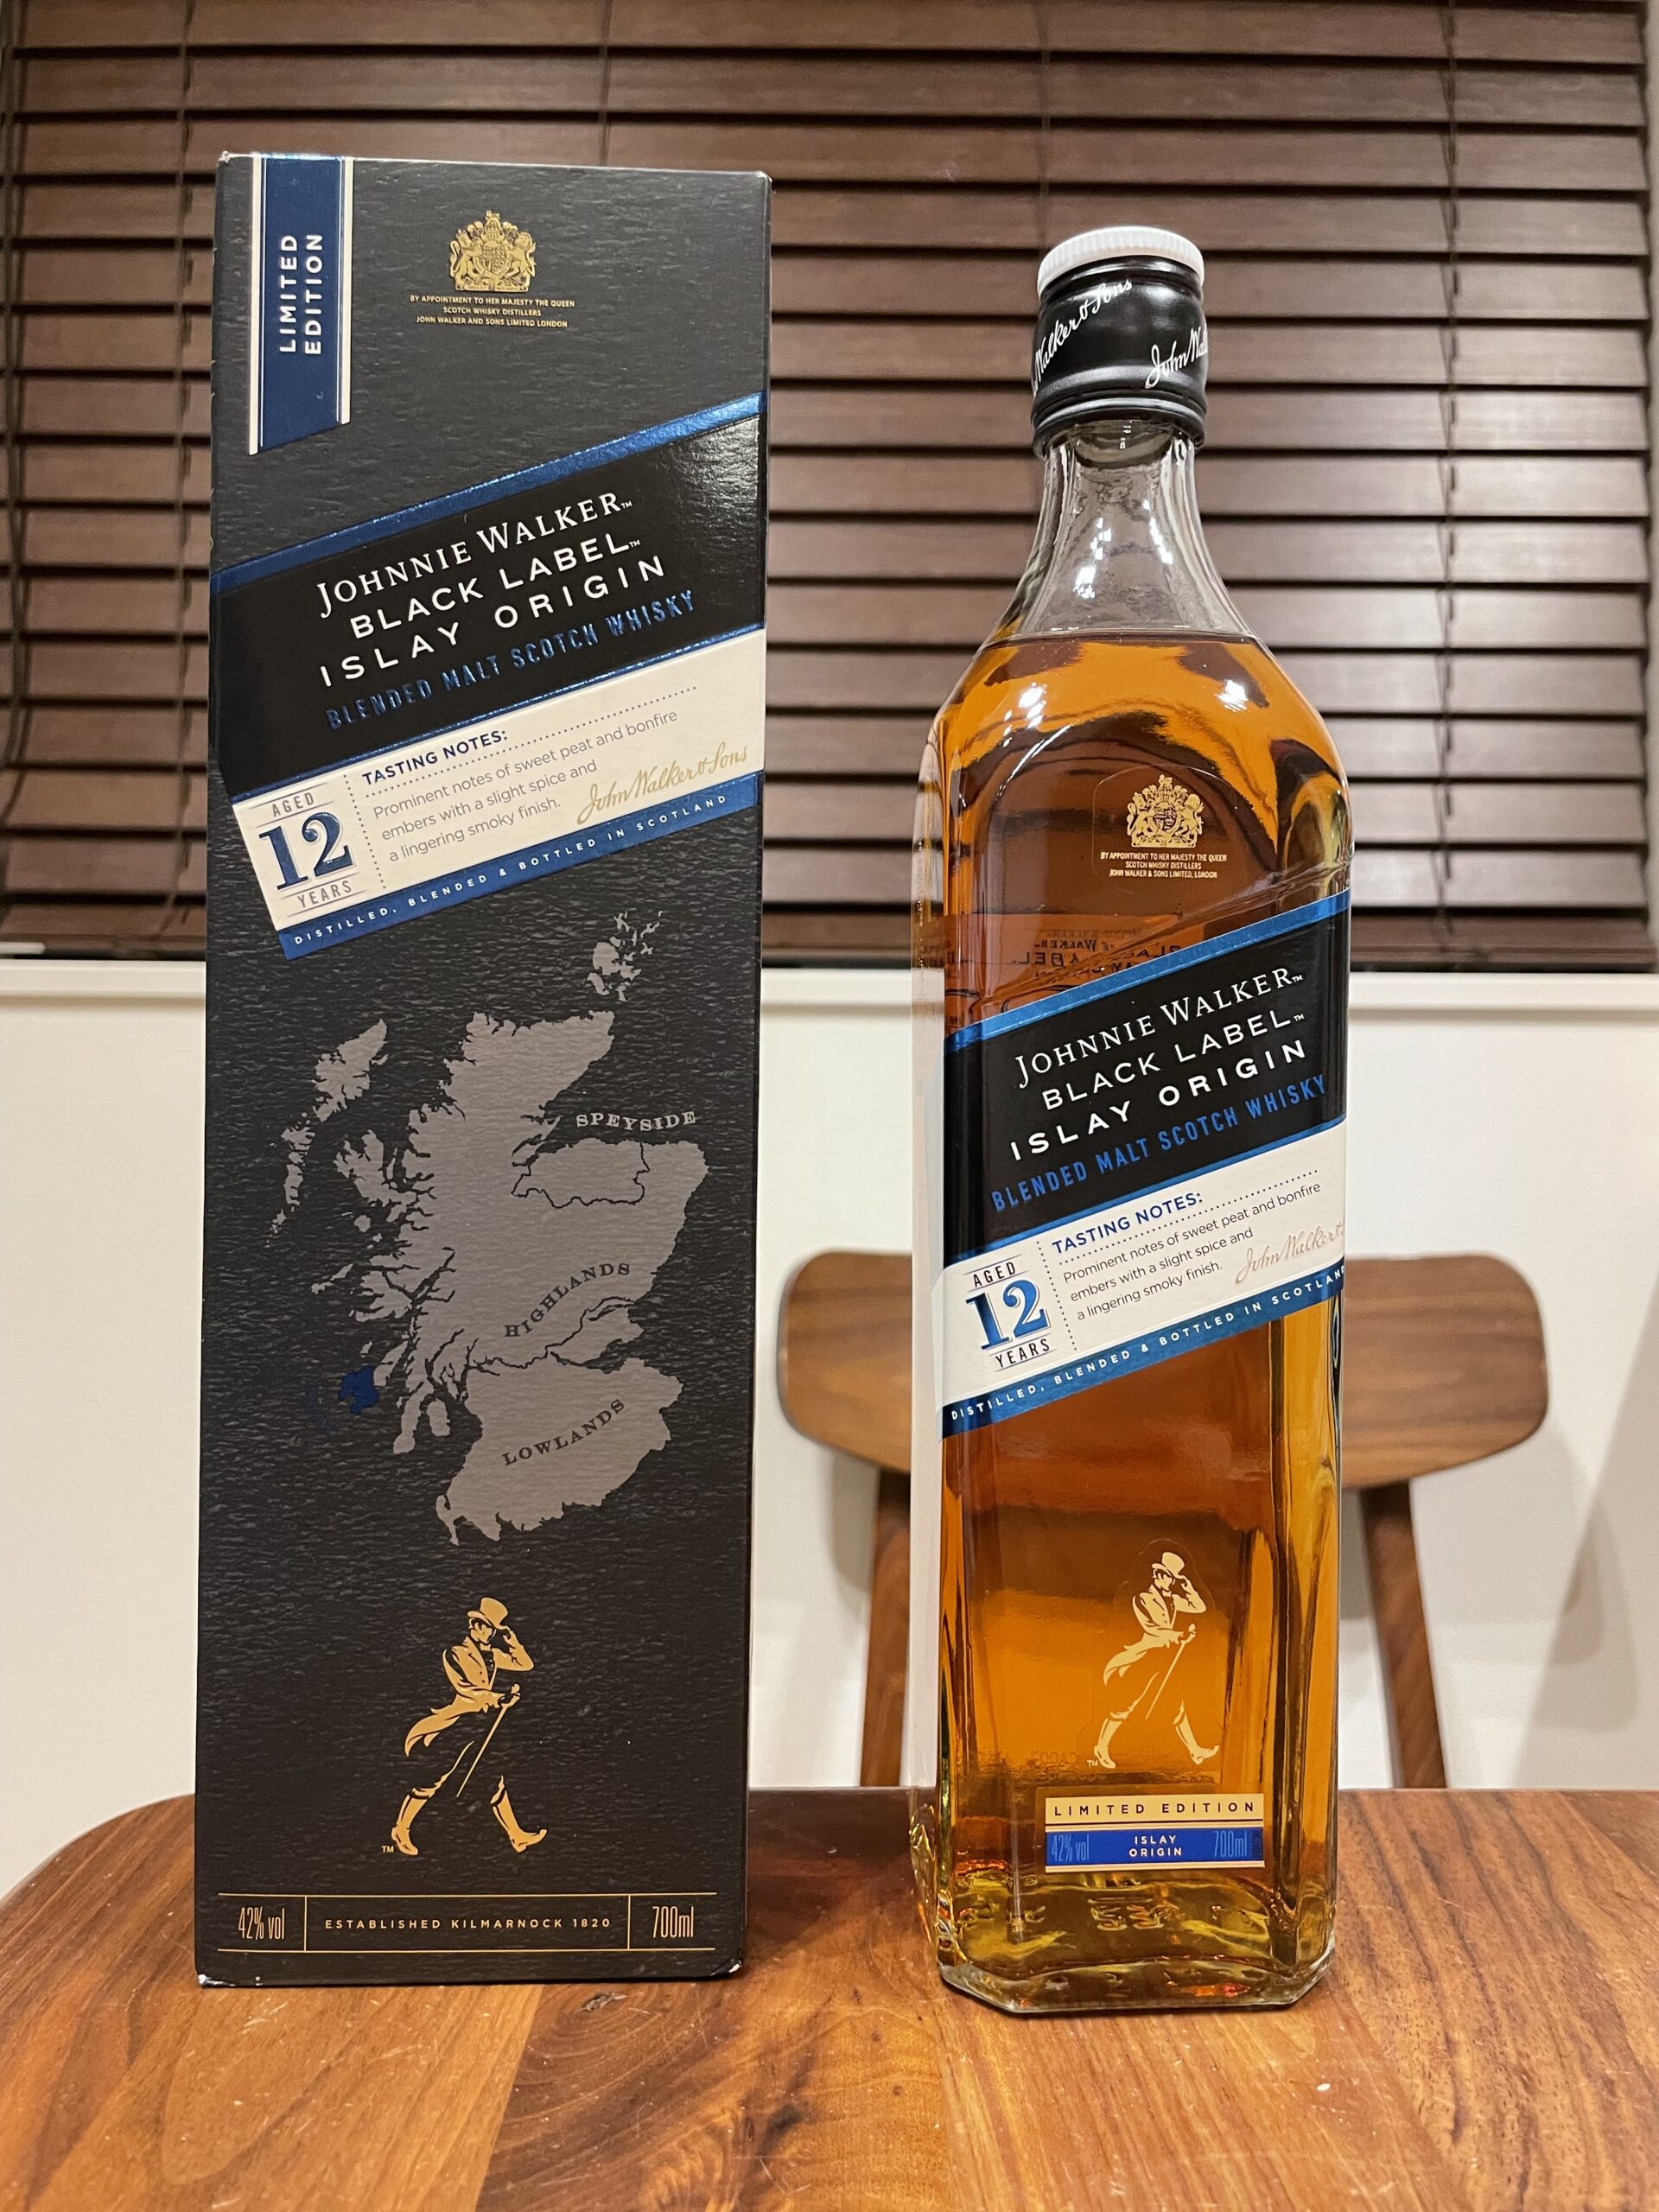 LIMITED
EDITION
BY APPOINTMENT TO HER MAJESTY THE QUEEN
SCOTCH WHISKY DISTILLERS
JOHN WALKER AND SONS LIMITED LONDON
JOHNNIE WALKER™
BLACK LABEL™
ISLAY ORIGIN
BLENDED MALT SCOTCH WHISKY
AGED
12
YEARS
TASTING NOTES:
Prominent notes of sweet peat and bonfire
embers with a slight spice and
a lingering smoky finish.
John Walker & Sons
DISTILLED, BLENDED & BOTTLED IN SCOTLAND
SPEYSIDE
HIGHLANDS
LOWLANDS
TM
42% vol
ESTABLISHED KILMARNOCK 1820
700ml
Walker & Sons
John
BY APPOINTMENT TO HER MAJESTY THE QUEEN
SCOTCH WHISKY DISTILLERS
JOHN WALKER & SONS LIMITED, LONDON
JOHNNIE WALKER™
BLACK LABEL™
ISLAY ORIGIN
BLENDED MALT SCOTCH WHISKY
AGED
12
YEARS
TASTING NOTES:
Prominent notes of sweet peat and bonfire
embers with a slight spice and
a lingering smoky finish.
John Walker &
DISTILLED, BLENDED & BOTTLED IN SCOTLAND
TM
LIMITED EDITION
42% vol
ISLAY
ORIGIN
700ml